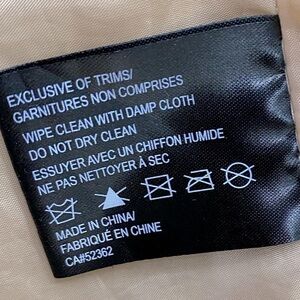 EXCLUSIVE OF TRIMS/
GARNITURES NON COMPRISES
WIPE CLEAN WITH DAMP CLOTH
DO NOT DRY CLEAN
ESSUYER AVEC UN CHIFFON HUMIDE
NE PAS NETTOYER À SEC
MADE IN CHINA/
FABRIQUÉ EN CHINE
CA#52362